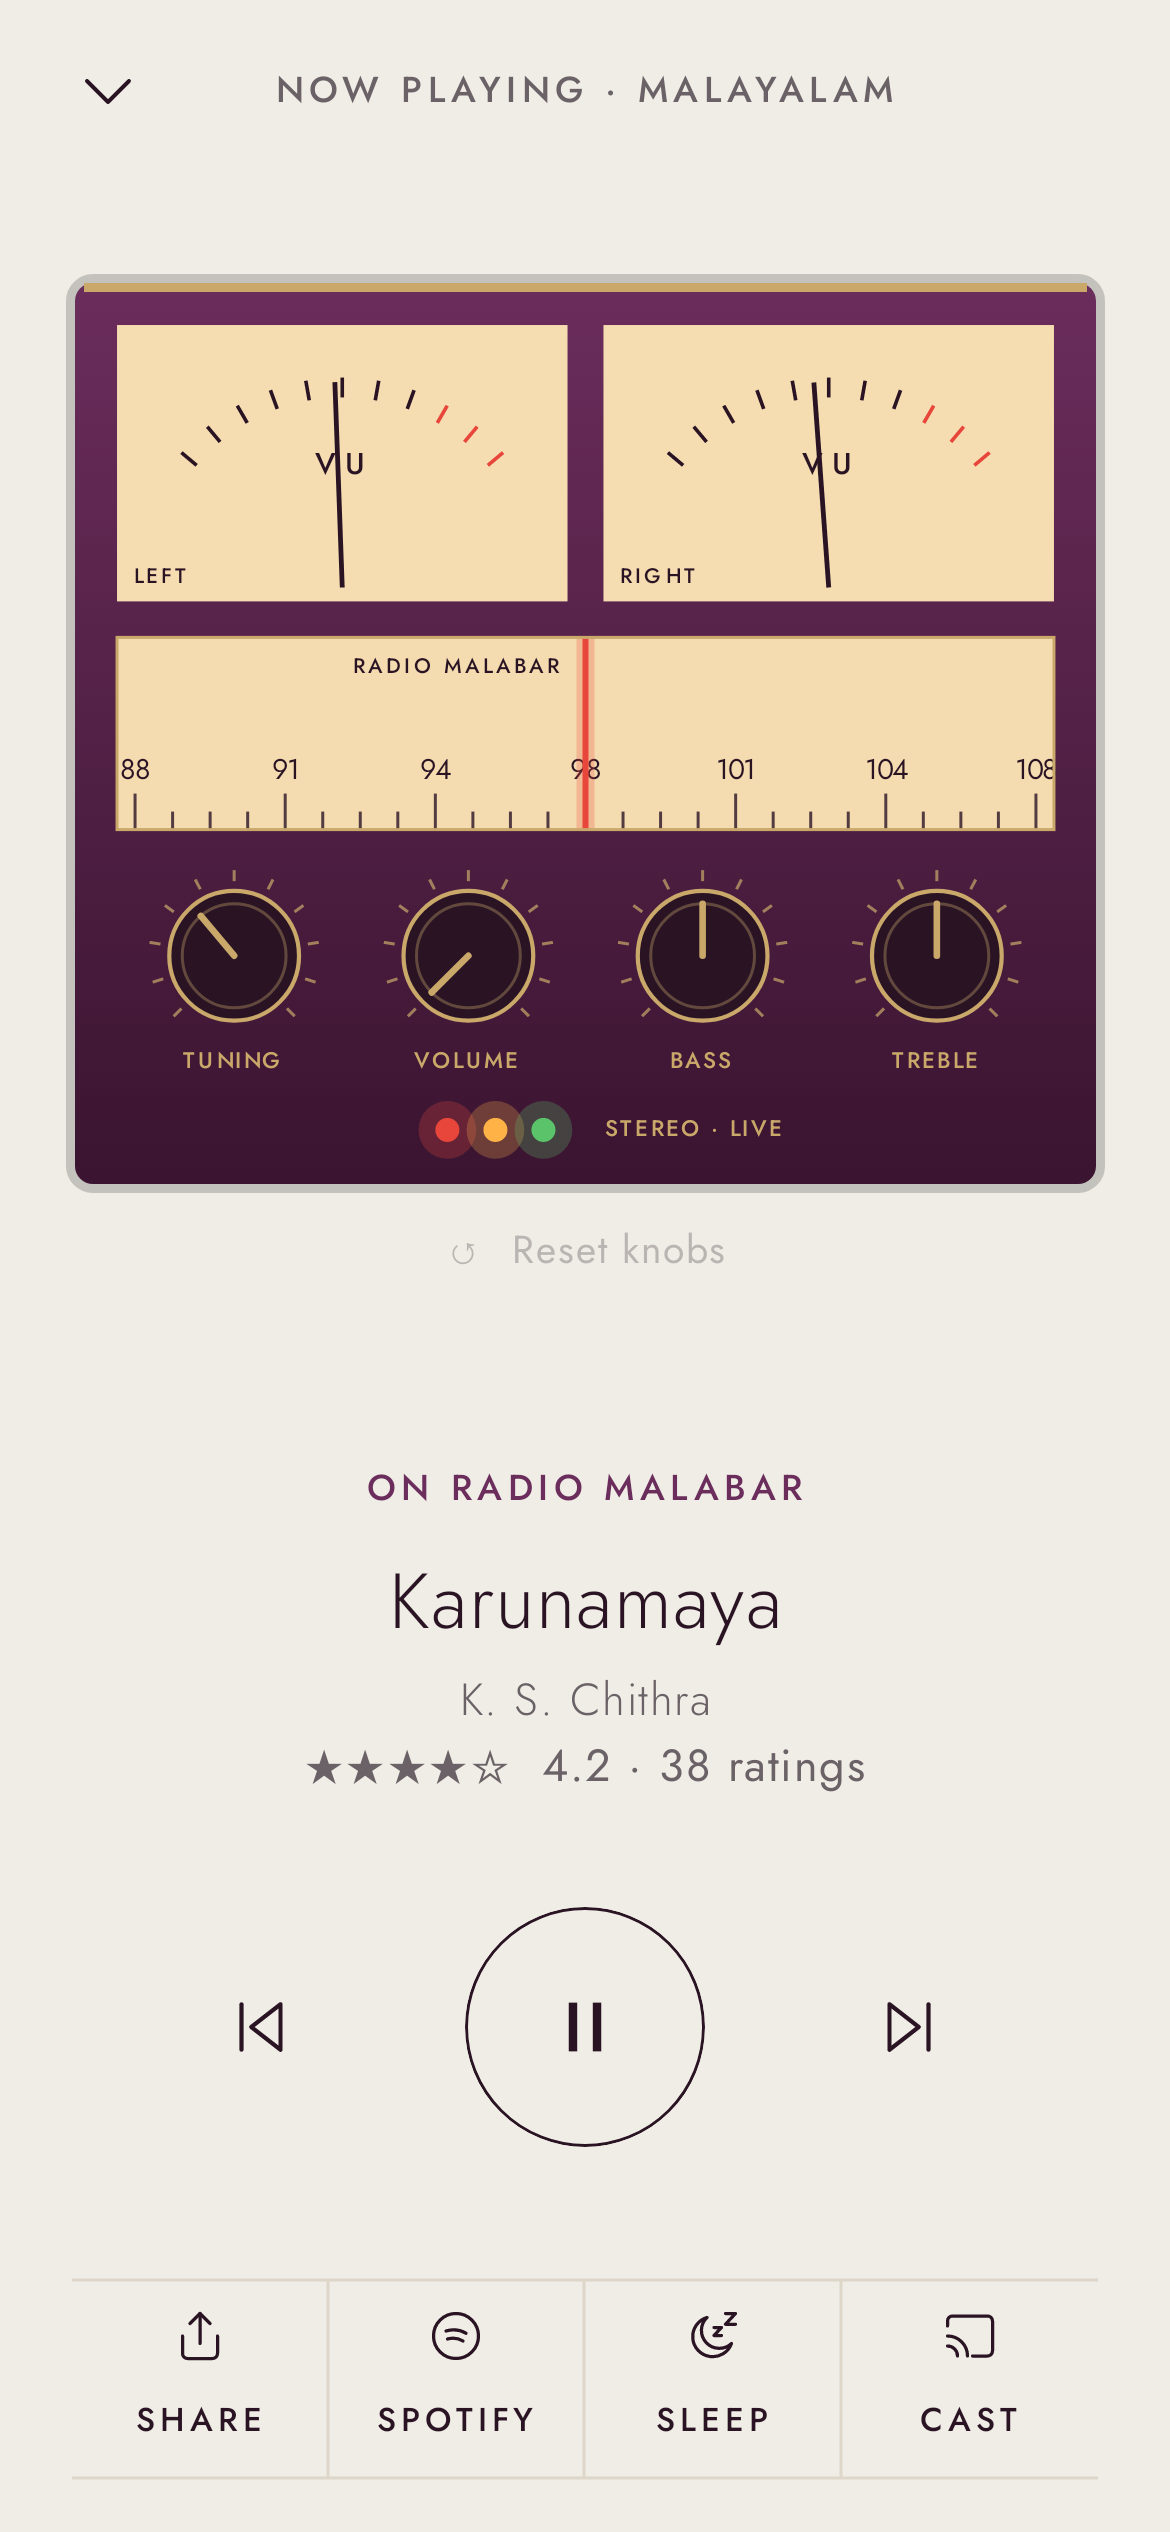 NOW PLAYING · MALAYALAM
VU
VU
LEFT
RIGHT
RADIO MALABAR
88 91 94 98 101 104 108
TUNING VOLUME BASS TREBLE
STEREO · LIVE
Reset knobs
ON RADIO MALABAR
Karunamaya
K. S. Chithra
★★★★☆ 4.2 · 38 ratings
SHARE SPOTIFY SLEEP CAST